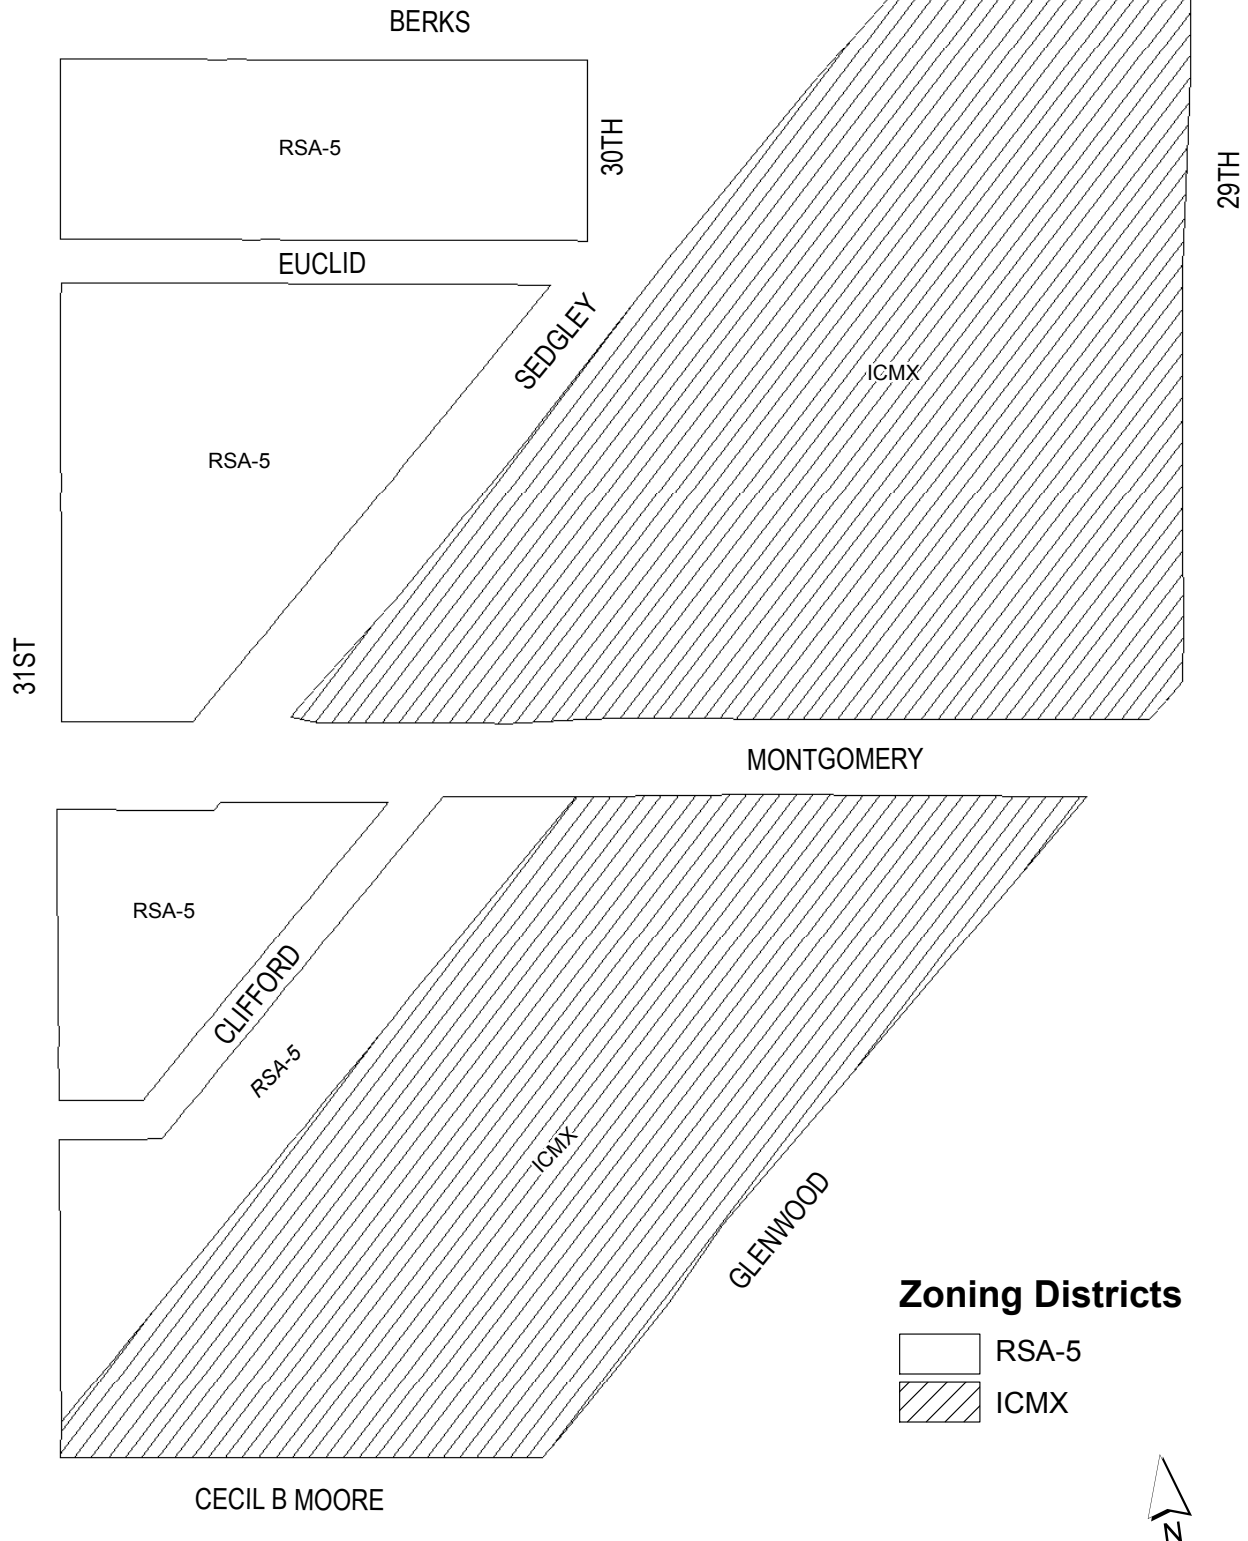 BERKS
RSA-5
30TH
29TH
EUCLID
SEDGLEY
ICMX
RSA-5
31ST
MONTGOMERY
RSA-5
CLIFFORD
RSA-5
ICMX
GLENWOOD
Zoning Districts
RSA-5
ICMX
CECIL B MOORE
N